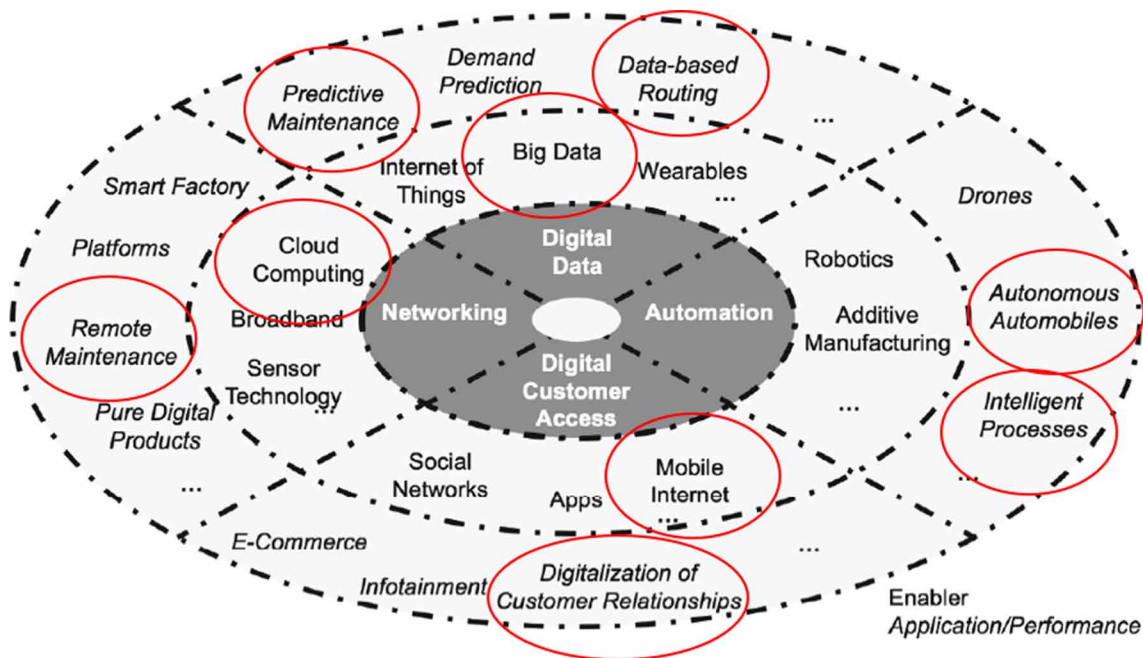 Demand
Prediction
Data-based
Routing
Predictive
Maintenance
...
Big Data
Internet of
Things
Wearables
...
Smart Factory
Drones
Platforms
Cloud
Computing
Digital
Data
Robotics
Networking
Automation
Autonomous
Automobiles
Remote
Maintenance
Broadband
Additive
Manufacturing
Sensor
Technology
...
Digital
Customer
Access
Pure Digital
Products
...
Intelligent
Processes
...
...
Social
Networks
Apps
Mobile
Internet
...
E-Commerce
...
Infotainment
Digitalization of
Customer Relationships
Enabler
Application/Performance